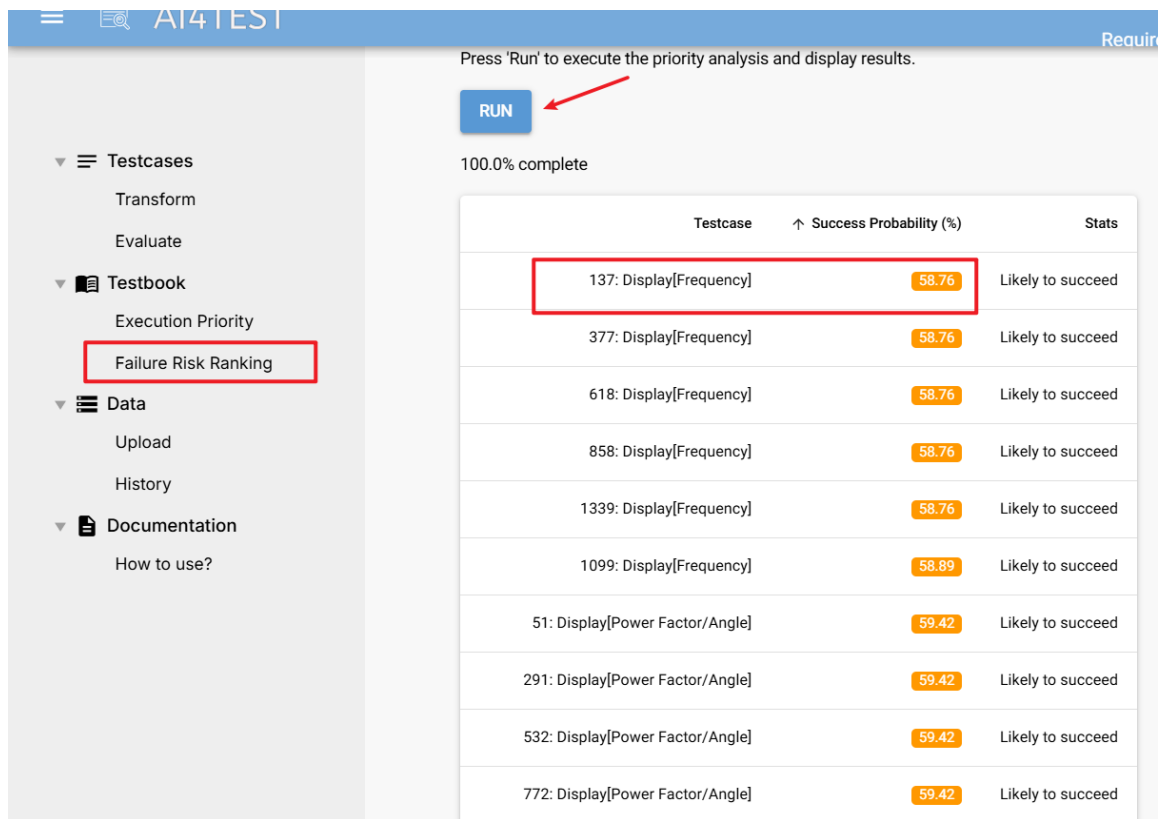 AI4TEST
Require
Press 'Run' to execute the priority analysis and display results.
RUN
100.0% complete
Testcases
Transform
Evaluate
Testbook
Execution Priority
Failure Risk Ranking
Data
Upload
History
Documentation
How to use?
Testcase Success Probability (%) Stats
137: Display[Frequency] 58.76 Likely to succeed
377: Display[Frequency] 58.76 Likely to succeed
618: Display[Frequency] 58.76 Likely to succeed
858: Display[Frequency] 58.76 Likely to succeed
1339: Display[Frequency] 58.76 Likely to succeed
1099: Display[Frequency] 58.89 Likely to succeed
51: Display[Power Factor/Angle] 59.42 Likely to succeed
291: Display[Power Factor/Angle] 59.42 Likely to succeed
532: Display[Power Factor/Angle] 59.42 Likely to succeed
772: Display[Power Factor/Angle] 59.42 Likely to succeed